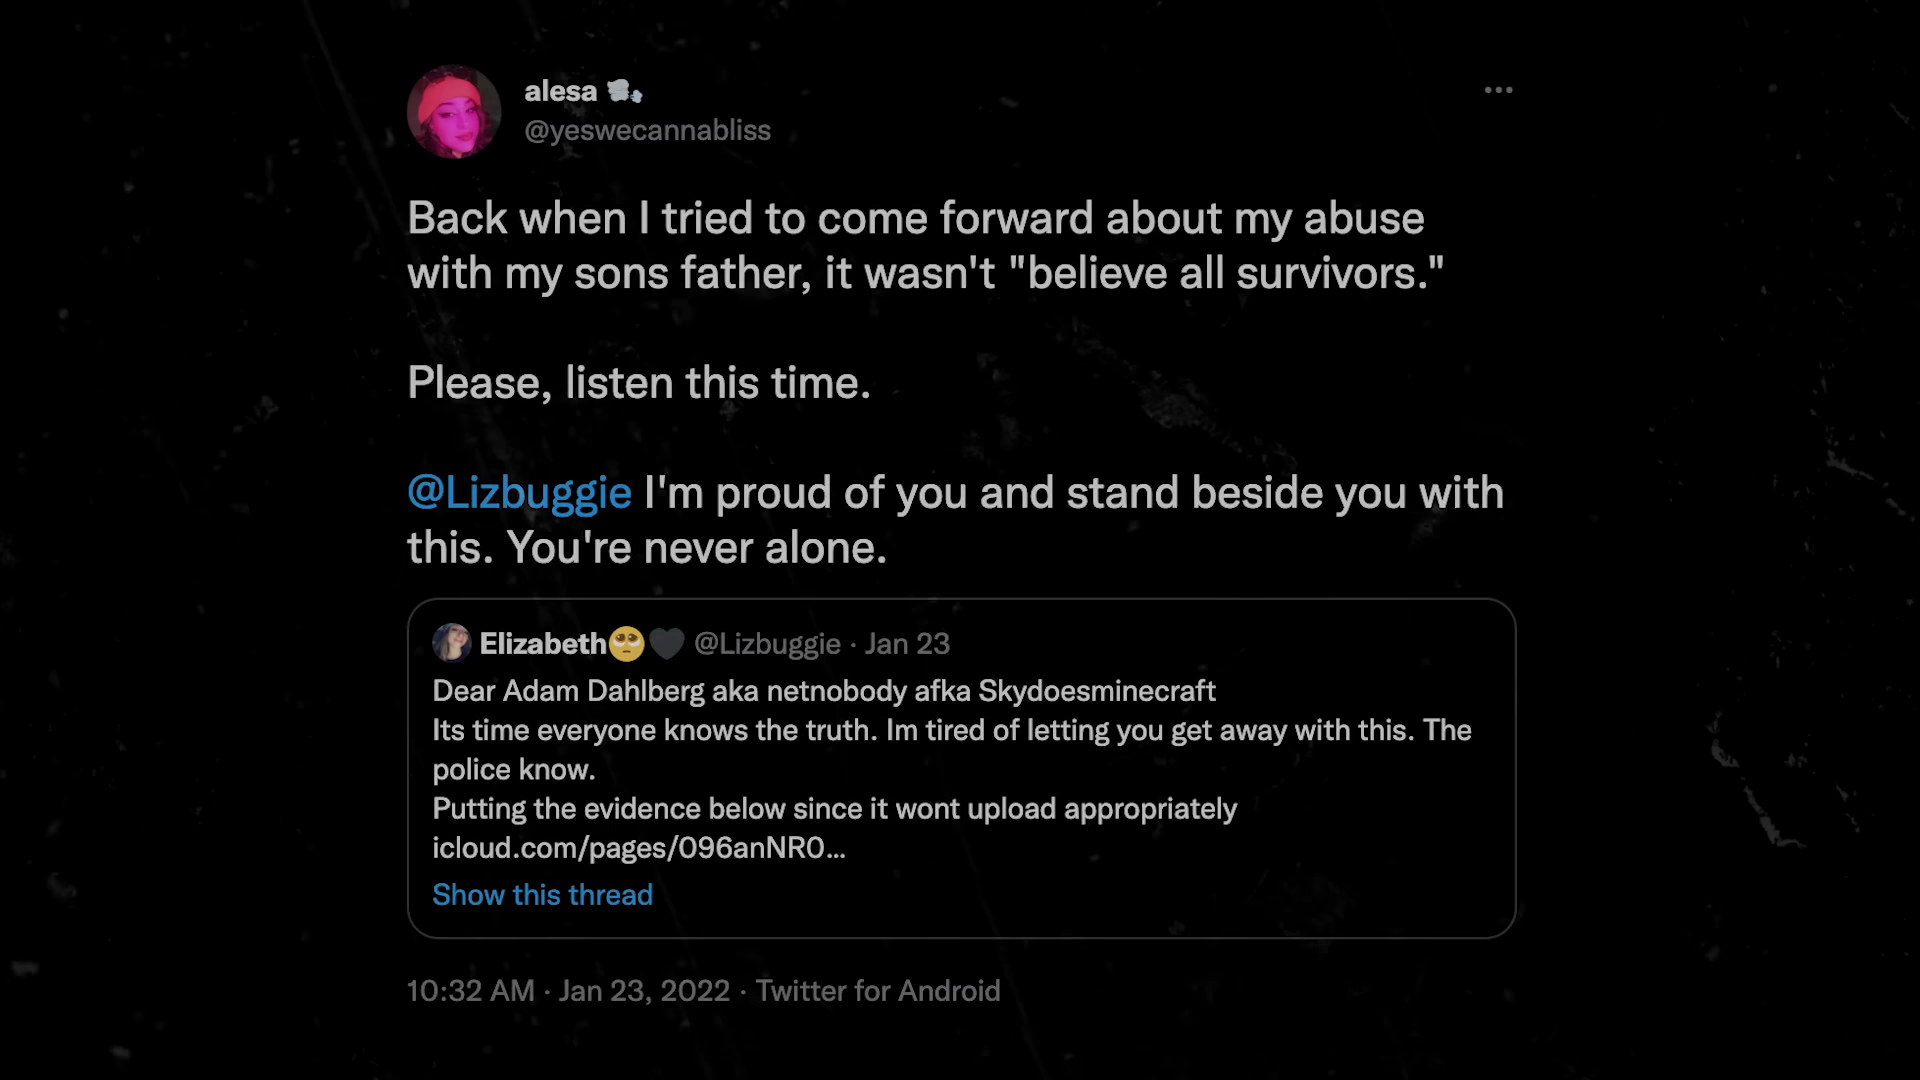 alesa
@yeswecannabliss
Back when I tried to come forward about my abuse
with my sons father, it wasn't "believe all survivors."
Please, listen this time.
@Lizbuggie I'm proud of you and stand beside you with
this. You're never alone.
Elizabeth🥺🖤 @Lizbuggie · Jan 23
Dear Adam Dahlberg aka netnobody afka Skydoesminecraft
Its time everyone knows the truth. Im tired of letting you get away with this. The
police know.
Putting the evidence below since it wont upload appropriately
icloud.com/pages/096anNR0...
Show this thread
10:32 AM · Jan 23, 2022 · Twitter for Android